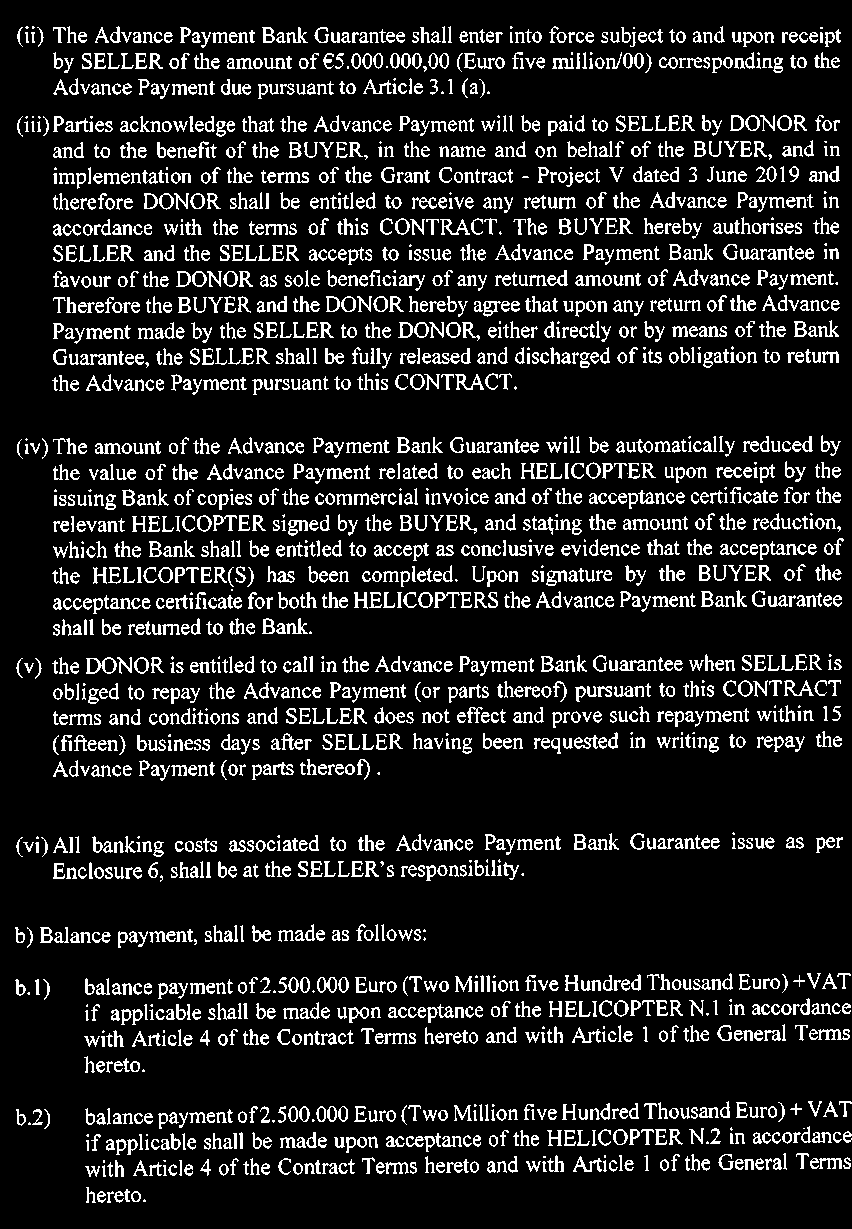 (ii) The Advance Payment Bank Guarantee shall enter into force subject to and upon receipt
by SELLER of the amount of €5.000.000,00 (Euro five million/00) corresponding to the
Advance Payment due pursuant to Article 3.1 (a).
(iii) Parties acknowledge that the Advance Payment will be paid to SELLER by DONOR for
and to the benefit of the BUYER, in the name and on behalf of the BUYER, and in
implementation of the terms of the Grant Contract - Project V dated 3 June 2019 and
therefore DONOR shall be entitled to receive any return of the Advance Payment in
accordance with the terms of this CONTRACT. The BUYER hereby authorises the
SELLER and the SELLER accepts to issue the Advance Payment Bank Guarantee in
favour of the DONOR as sole beneficiary of any returned amount of Advance Payment.
Therefore the BUYER and the DONOR hereby agree that upon any return of the Advance
Payment made by the SELLER to the DONOR, either directly or by means of the Bank
Guarantee, the SELLER shall be fully released and discharged of its obligation to return
the Advance Payment pursuant to this CONTRACT.
(iv) The amount of the Advance Payment Bank Guarantee will be automatically reduced by
the value of the Advance Payment related to each HELICOPTER upon receipt by the
issuing Bank of copies of the commercial invoice and of the acceptance certificate for the
relevant HELICOPTER signed by the BUYER, and stating the amount of the reduction,
which the Bank shall be entitled to accept as conclusive evidence that the acceptance of
the HELICOPTER(S) has been completed. Upon signature by the BUYER of the
acceptance certificate for both the HELICOPTERS the Advance Payment Bank Guarantee
shall be returned to the Bank.
(v) the DONOR is entitled to call in the Advance Payment Bank Guarantee when SELLER is
obliged to repay the Advance Payment (or parts thereof) pursuant to this CONTRACT
terms and conditions and SELLER does not effect and prove such repayment within 15
(fifteen) business days after SELLER having been requested in writing to repay the
Advance Payment (or parts thereof) .
(vi) All banking costs associated to the Advance Payment Bank Guarantee issue as per
Enclosure 6, shall be at the SELLER's responsibility.
b) Balance payment, shall be made as follows:
b.1) balance payment of 2.500.000 Euro (Two Million five Hundred Thousand Euro) +VAT
if applicable shall be made upon acceptance of the HELICOPTER N.1 in accordance
with Article 4 of the Contract Terms hereto and with Article 1 of the General Terms
hereto.
b.2) balance payment of 2.500.000 Euro (Two Million five Hundred Thousand Euro) + VAT
if applicable shall be made upon acceptance of the HELICOPTER N.2 in accordance
with Article 4 of the Contract Terms hereto and with Article 1 of the General Terms
hereto.